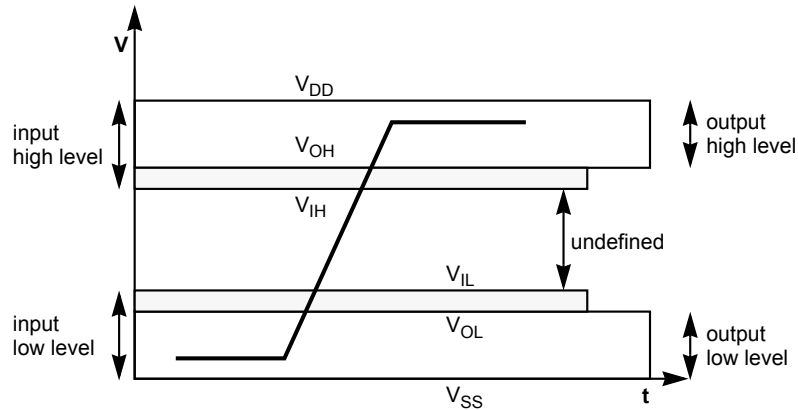 V
V_DD
input
high level
V_OH
output
high level
V_IH
undefined
V_IL
input
low level
V_OL
output
low level
V_SS
t